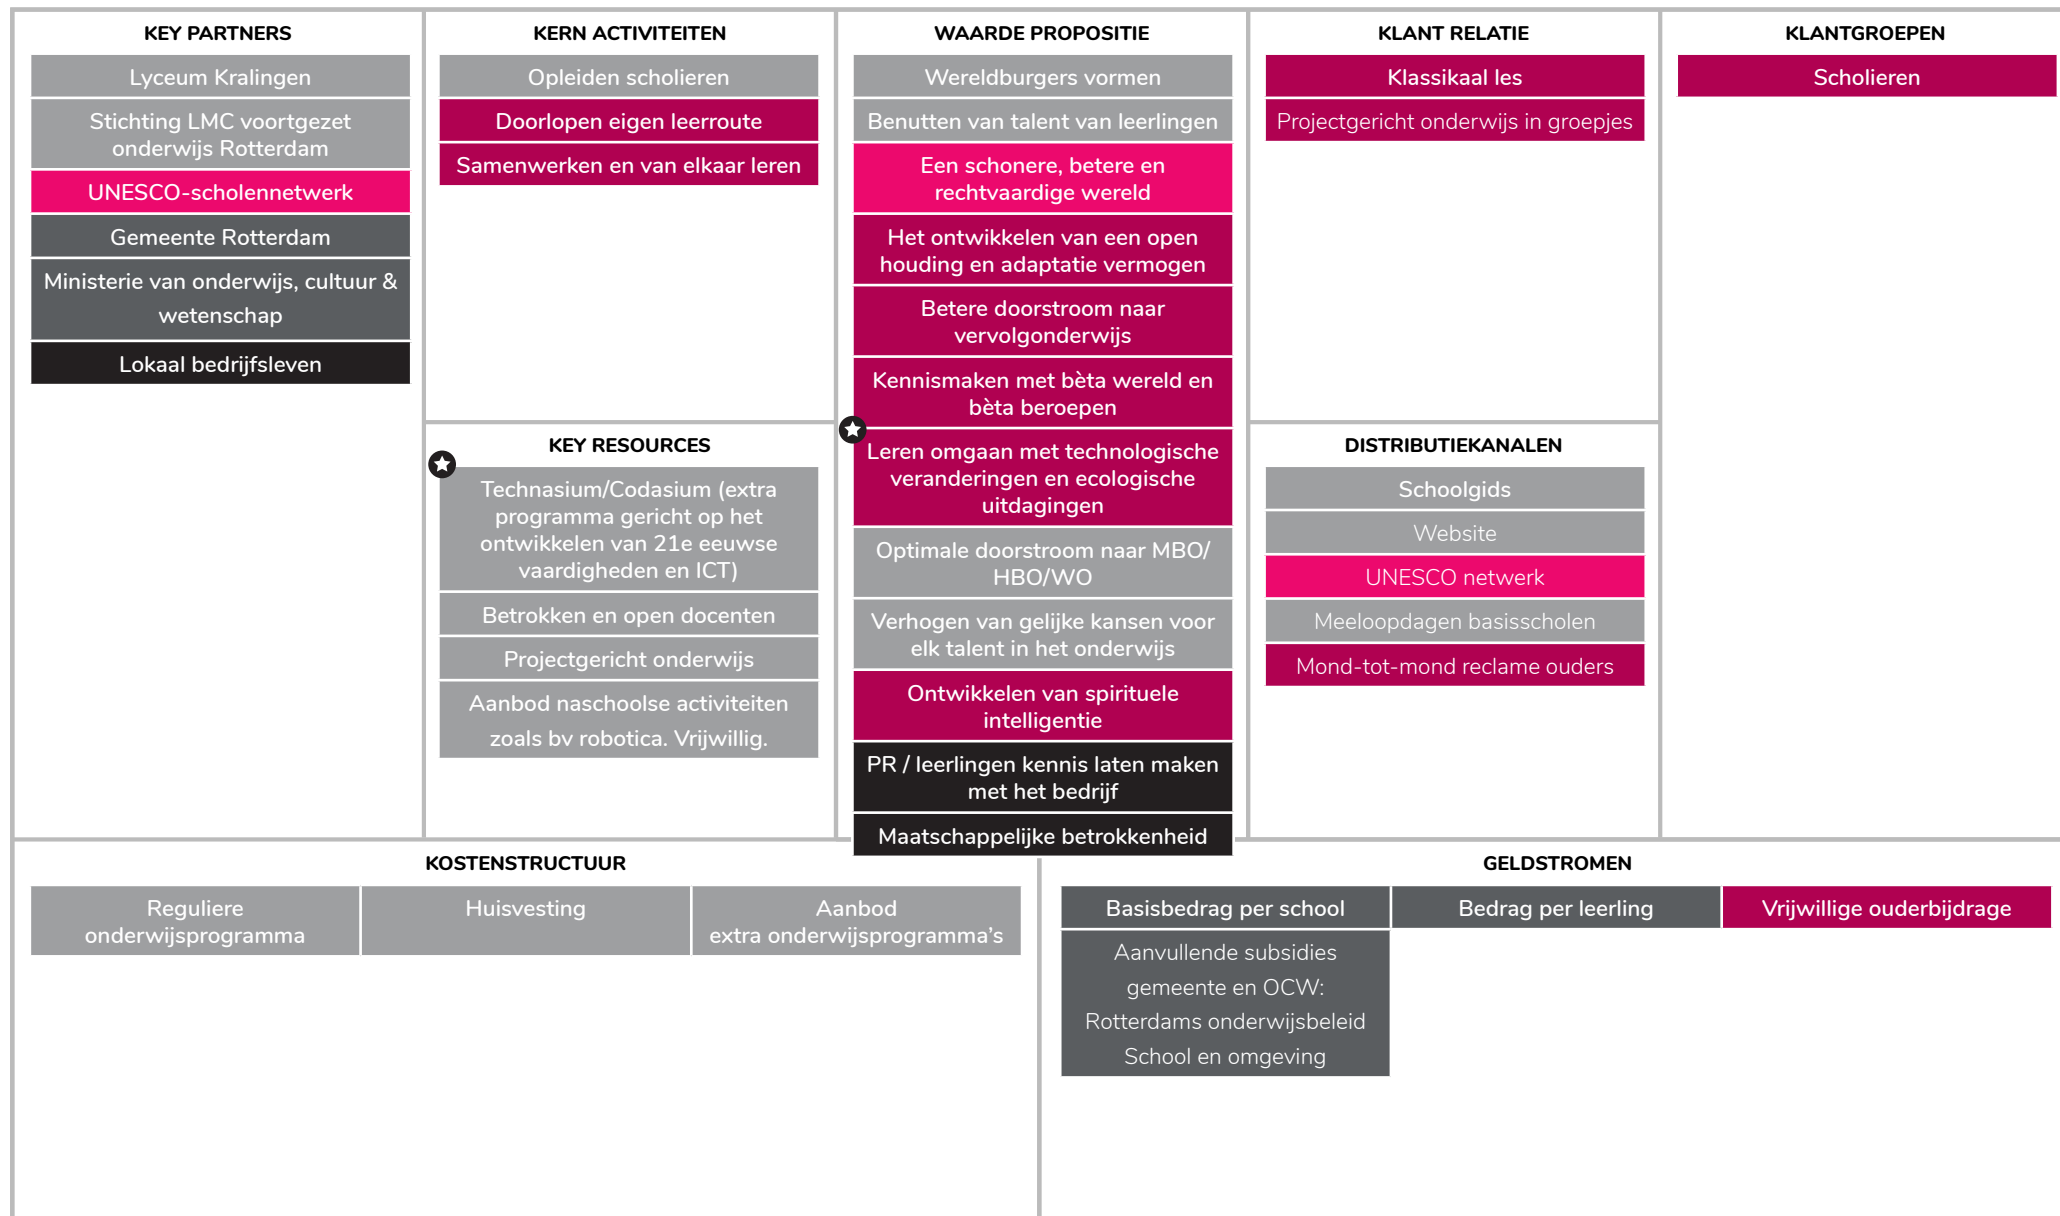 KEY PARTNERS
Lyceum Kralingen
Stichting LMC voortgezet
onderwijs Rotterdam
UNESCO-scholennetwerk
Gemeente Rotterdam
Ministerie van onderwijs, cultuur &
wetenschap
Lokaal bedrijfsleven
KERN ACTIVITEITEN
Opleiden scholieren
Doorlopen eigen leerroute
Samenwerken en van elkaar leren
KEY RESOURCES
Technasium/Codasium (extra
programma gericht op het
ontwikkelen van 21e eeuwse
vaardigheden en ICT)
Betrokken en open docenten
Projectgericht onderwijs
Aanbod naschoolse activiteiten
zoals bv robotica. Vrijwillig.
WAARDE PROPOSITIE
Wereldburgers vormen
Benutten van talent van leerlingen
Een schonere, betere en
rechtvaardige wereld
Het ontwikkelen van een open
houding en adaptatie vermogen
Betere doorstroom naar
vervolgonderwijs
Kennismaken met bèta wereld en
bèta beroepen
Leren omgaan met technologische
veranderingen en ecologische
uitdagingen
Optimale doorstroom naar MBO/
HBO/WO
Verhogen van gelijke kansen voor
elk talent in het onderwijs
Ontwikkelen van spirituele
intelligentie
PR / leerlingen kennis laten maken
met het bedrijf
Maatschappelijke betrokkenheid
KLANT RELATIE
Klassikaal les
Projectgericht onderwijs in groepjes
DISTRIBUTIEKANALEN
Schoolgids
Website
UNESCO netwerk
Meeloopdagen basisscholen
Mond-tot-mond reclame ouders
KLANTGROEPEN
Scholieren
KOSTENSTRUCTUUR
Reguliere
onderwijsprogramma
Huisvesting
Aanbod
extra onderwijsprogramma's
GELDSTROMEN
Basisbedrag per school
Aanvullende subsidies
gemeente en OCW:
Rotterdams onderwijsbeleid
School en omgeving
Bedrag per leerling
Vrijwillige ouderbijdrage